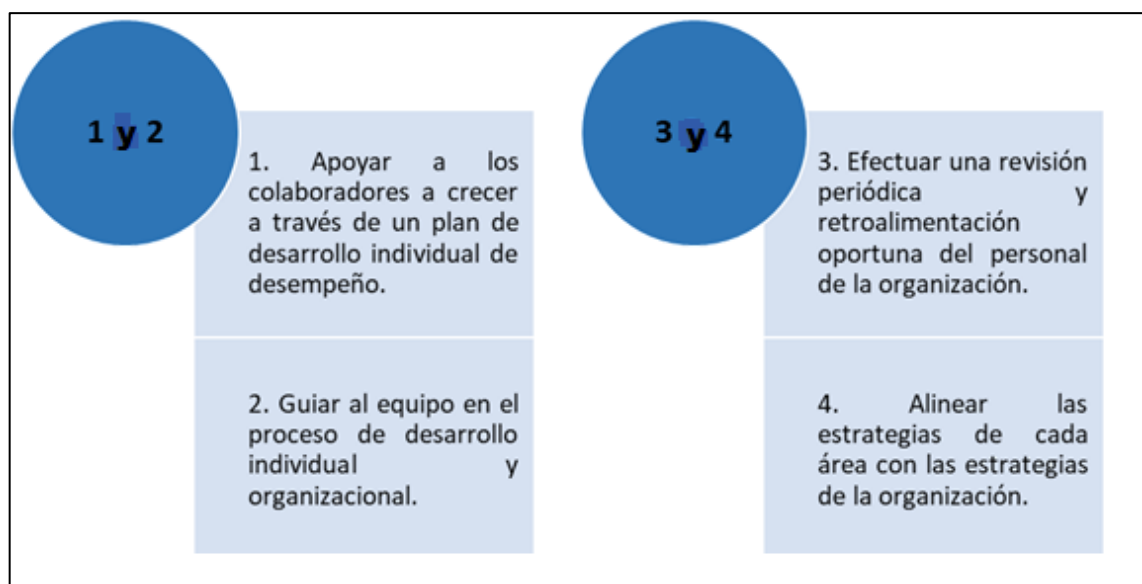 1 y 2
1. Apoyar a los
colaboradores a crecer
a través de un plan de
desarrollo individual de
desempeño.
2. Guiar al equipo en el
proceso de desarrollo
individual y
organizacional.
3 y 4
3. Efectuar una revisión
periódica y
retroalimentación
oportuna del personal
de la organización.
4. Alinear las
estrategias de cada
área con las estrategias
de la organización.